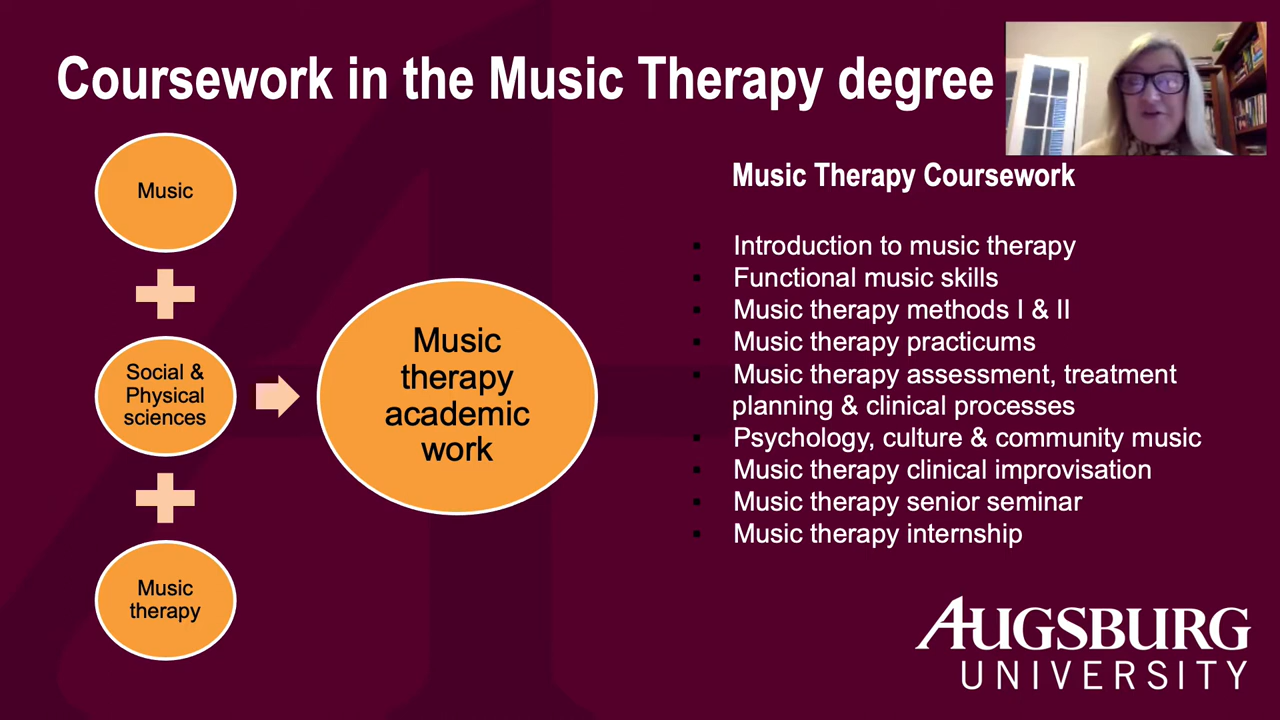 Coursework in the Music Therapy degree
Music
Social &
Physical
sciences
Music
therapy
Music
therapy
academic
work
Music Therapy Coursework
Introduction to music therapy
Functional music skills
Music therapy methods I & II
Music therapy practicums
Music therapy assessment, treatment
planning & clinical processes
Psychology, culture & community music
Music therapy clinical improvisation
Music therapy senior seminar
Music therapy internship
AUGSBURG
UNIVERSITY